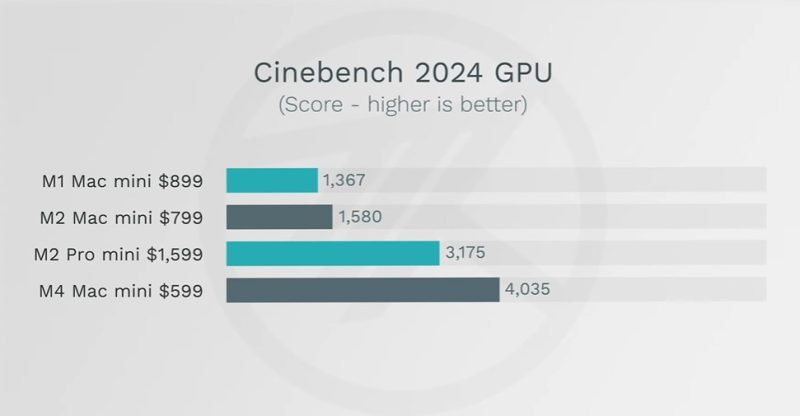 Cinebench 2024 GPU
(Score - higher is better)
M1 Mac mini $899 1,367
M2 Mac mini $799 1,580
M2 Pro mini $1,599 3,175
M4 Mac mini $599 4,035